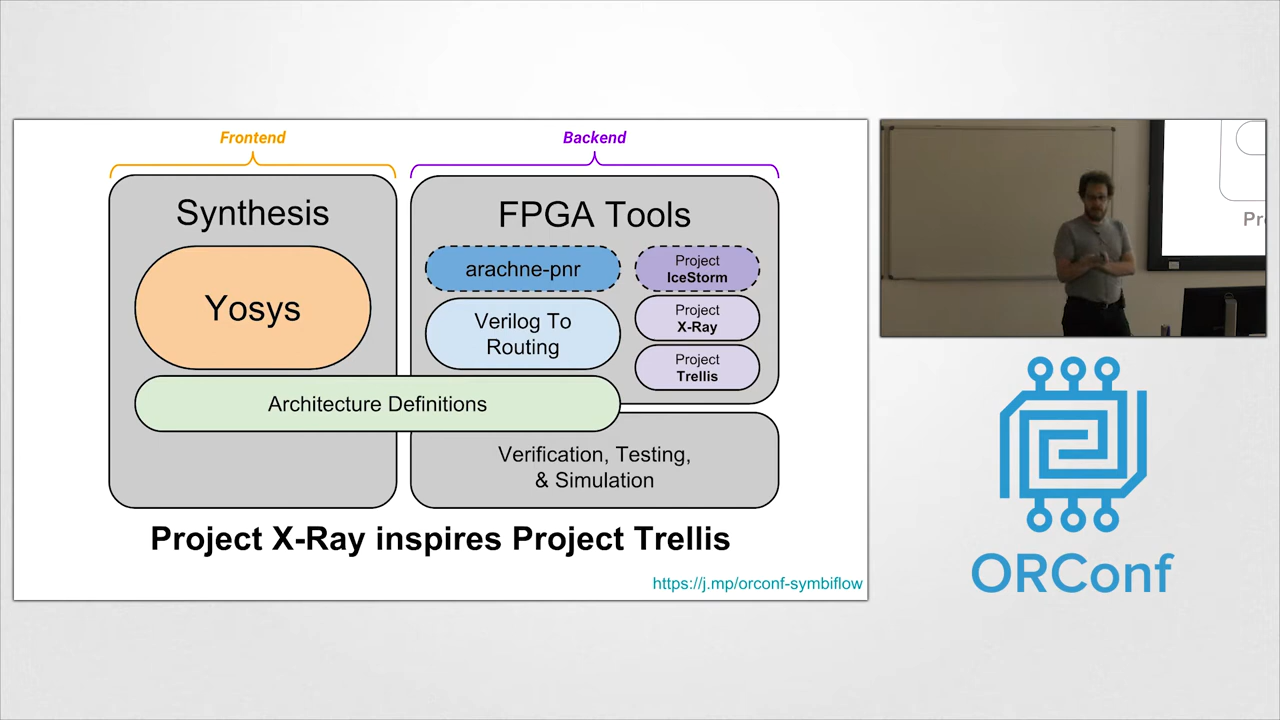 Frontend
Backend
Synthesis
FPGA Tools
Yosys
arachne-pnr
Project
IceStorm
Verilog To
Routing
Project
X-Ray
Project
Trellis
Architecture Definitions
Verification, Testing,
& Simulation
Project X-Ray inspires Project Trellis
https://j.mp/orconf-symbiflow
ORConf